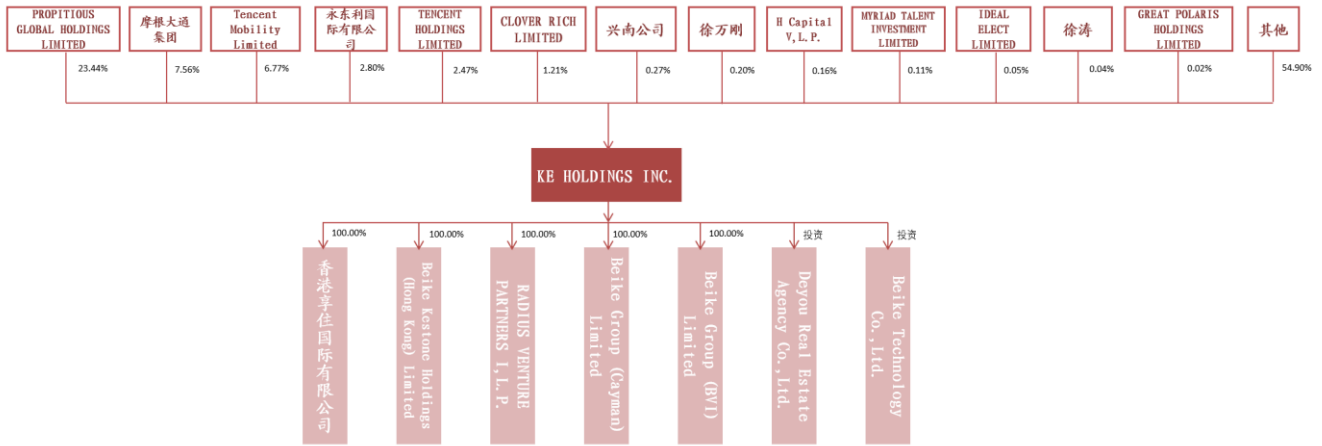 PROPITIOUS
GLOBAL HOLDINGS
LIMITED
摩根大通
集团
Tencent
Mobility
Limited
永东利国
际有限公
司
TENCENT
HOLDINGS
LIMITED
CLOVER RICH
LIMITED
兴南公司
徐万刚
H Capital
V,L.P.
MYRIAD TALENT
INVESTMENT
LIMITED
IDEAL
ELECT
LIMITED
徐涛
GREAT POLARIS
HOLDINGS
LIMITED
其他
23.44%
7.56%
6.77%
2.80%
2.47%
1.21%
0.27%
0.20%
0.16%
0.11%
0.05%
0.04%
0.02%
54.90%
KE HOLDINGS INC.
100.00%
100.00%
100.00%
100.00%
100.00%
投资
投资
香港享住国际有限公司
Beike Kestone Holdings
(Hong Kong) Limited
RADIUS VENTURE
PARTNERS I,L.P.
Beike Group (Cayman)
Limited
Beike Group (BVI)
Limited
Deyou Real Estate
Agency Co.,Ltd.
Beike Technology
Co.,Ltd.